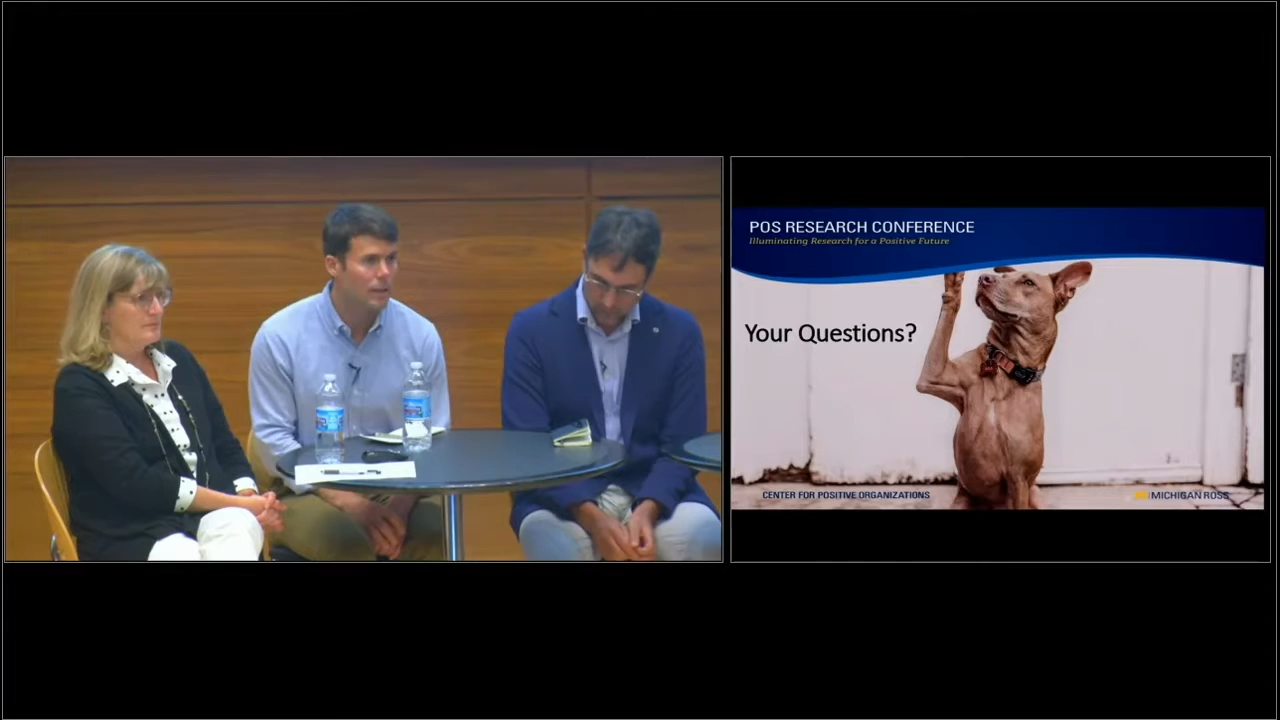 POS RESEARCH CONFERENCE
Illuminating Research for a Positive Future
Your Questions?
CENTER FOR POSITIVE ORGANIZATIONS
MICHIGAN ROSS